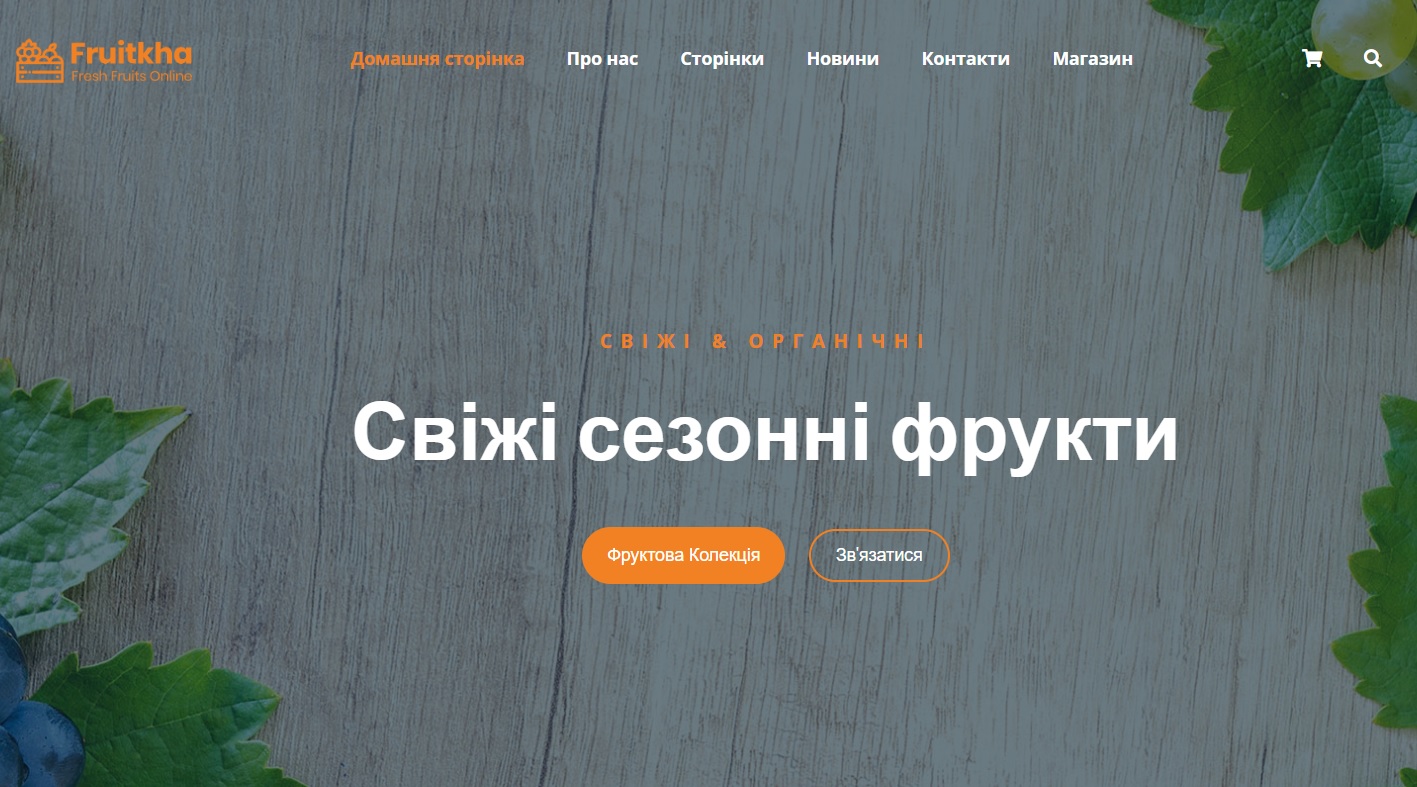 Fruitkha
Fresh Fruits Online
Домашня сторінка Про нас Сторінки Новини Контакти Магазин
СВІЖІ & ОРГАНІЧНІ
Свіжі сезонні фрукти
Фруктова Колекція Зв'язатися